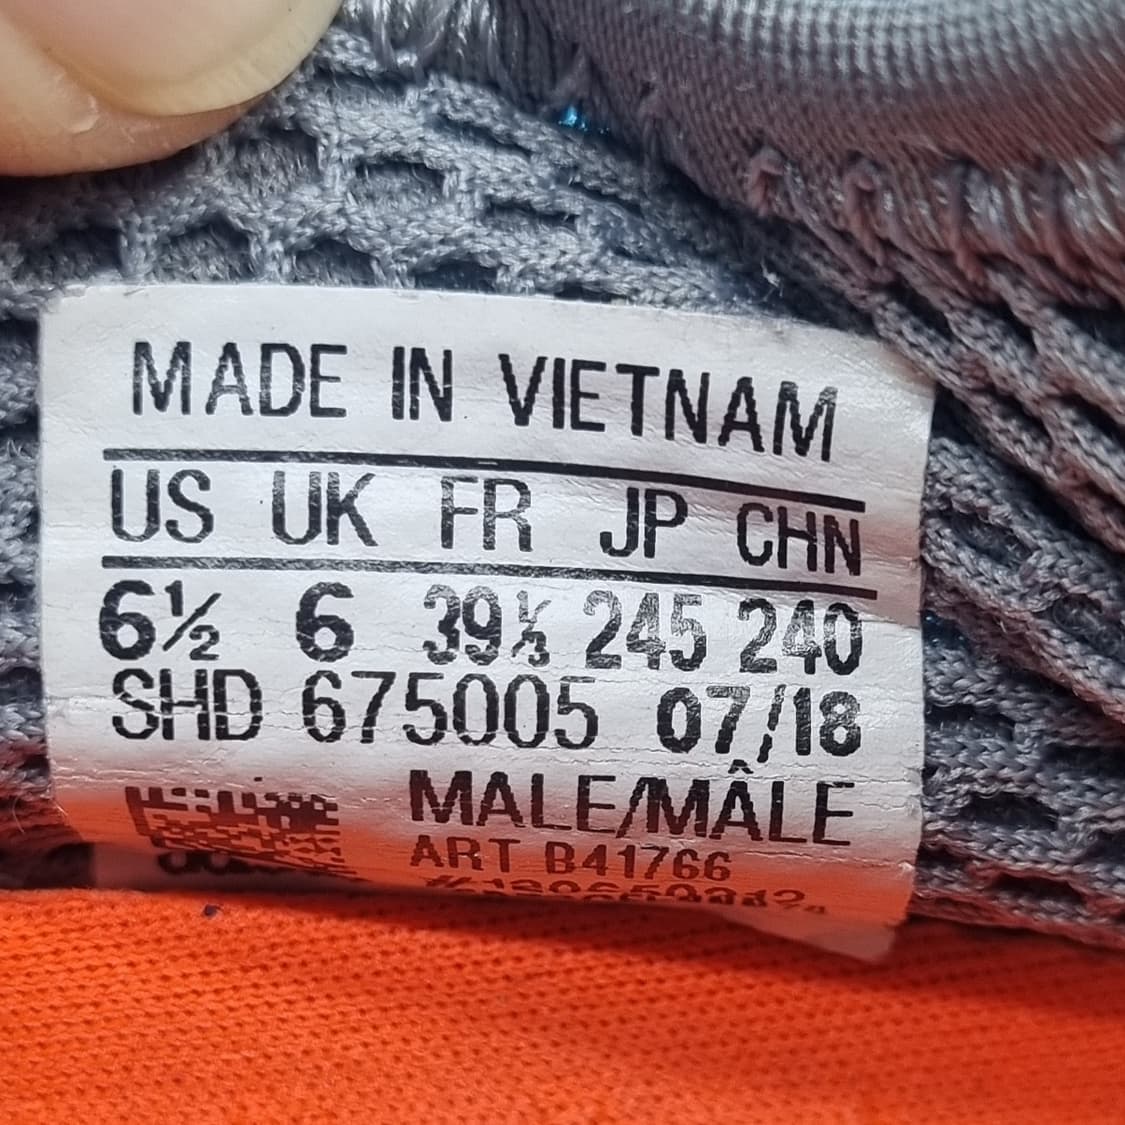 MADE IN VIETNAM
US UK FR JP CHN
6½ 6 39⅓ 245 240
SHD 675005 07/18
MALE/MÂLE
ART B41766